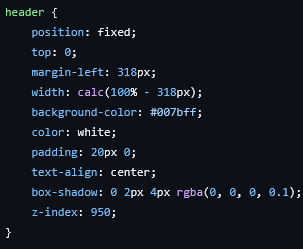 header {
    position: fixed;
    top: 0;
    margin-left: 318px;
    width: calc(100% - 318px);
    background-color: #007bff;
    color: white;
    padding: 20px 0;
    text-align: center;
    box-shadow: 0 2px 4px rgba(0, 0, 0, 0.1);
    z-index: 950;
}